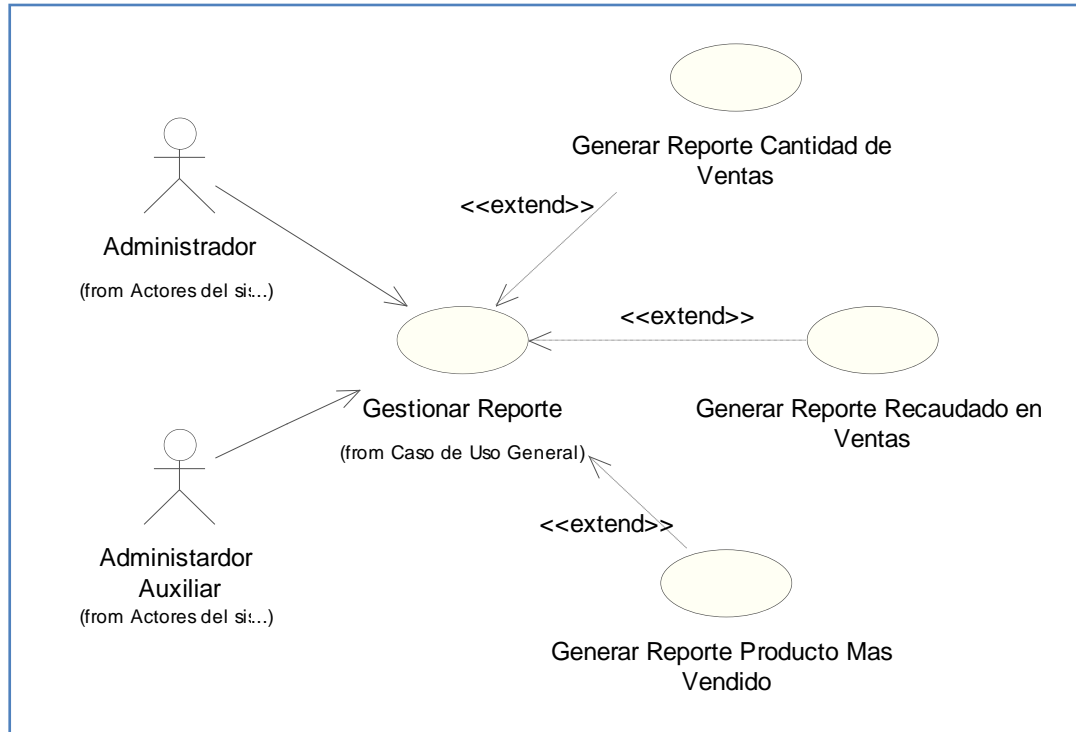 Generar Reporte Cantidad de
Ventas
<<extend>>
Administrador
(from Actores del sis...)
<<extend>>
Gestionar Reporte
(from Caso de Uso General)
Generar Reporte Recaudado en
Ventas
<<extend>>
Administardor
Auxiliar
(from Actores del sis...)
Generar Reporte Producto Mas
Vendido